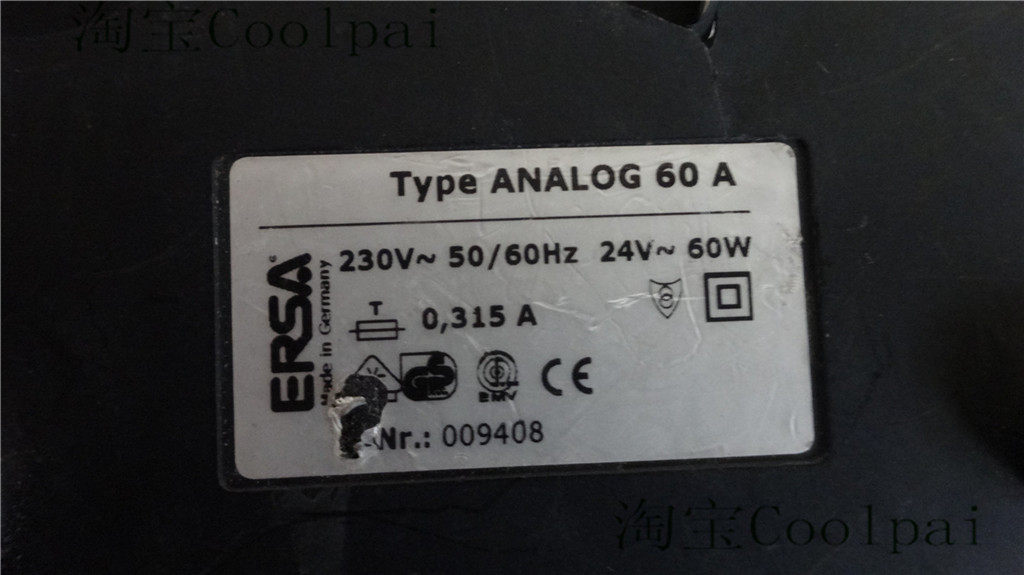 淘宝Coolpai
Type ANALOG 60 A
230V~ 50/60Hz 24V~ 60W
T
0,315 A
ERSA
Made in Germany
EMV
CE
Nr.: 009408
淘宝Coolpai